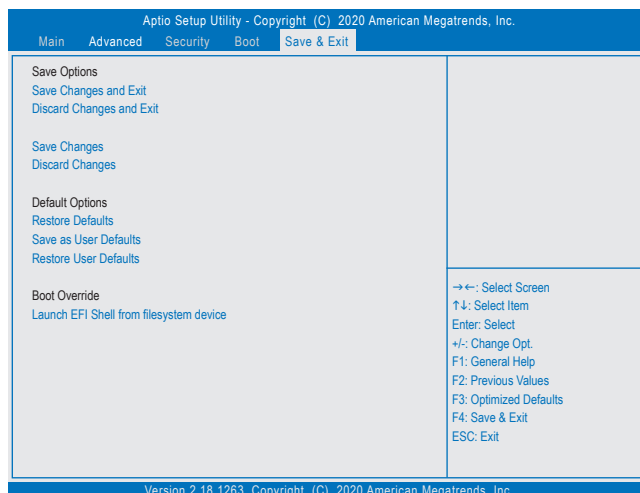 Aptio Setup Utility - Copyright (C) 2020 American Megatrends, Inc.
Main Advanced Security Boot Save & Exit
Save Options
Save Changes and Exit
Discard Changes and Exit
Save Changes
Discard Changes
Default Options
Restore Defaults
Save as User Defaults
Restore User Defaults
Boot Override
Launch EFI Shell from filesystem device
→←: Select Screen
↑↓: Select Item
Enter: Select
+/-: Change Opt.
F1: General Help
F2: Previous Values
F3: Optimized Defaults
F4: Save & Exit
ESC: Exit
Version 2.18.1263. Copyright (C) 2020 American Megatrends, Inc.